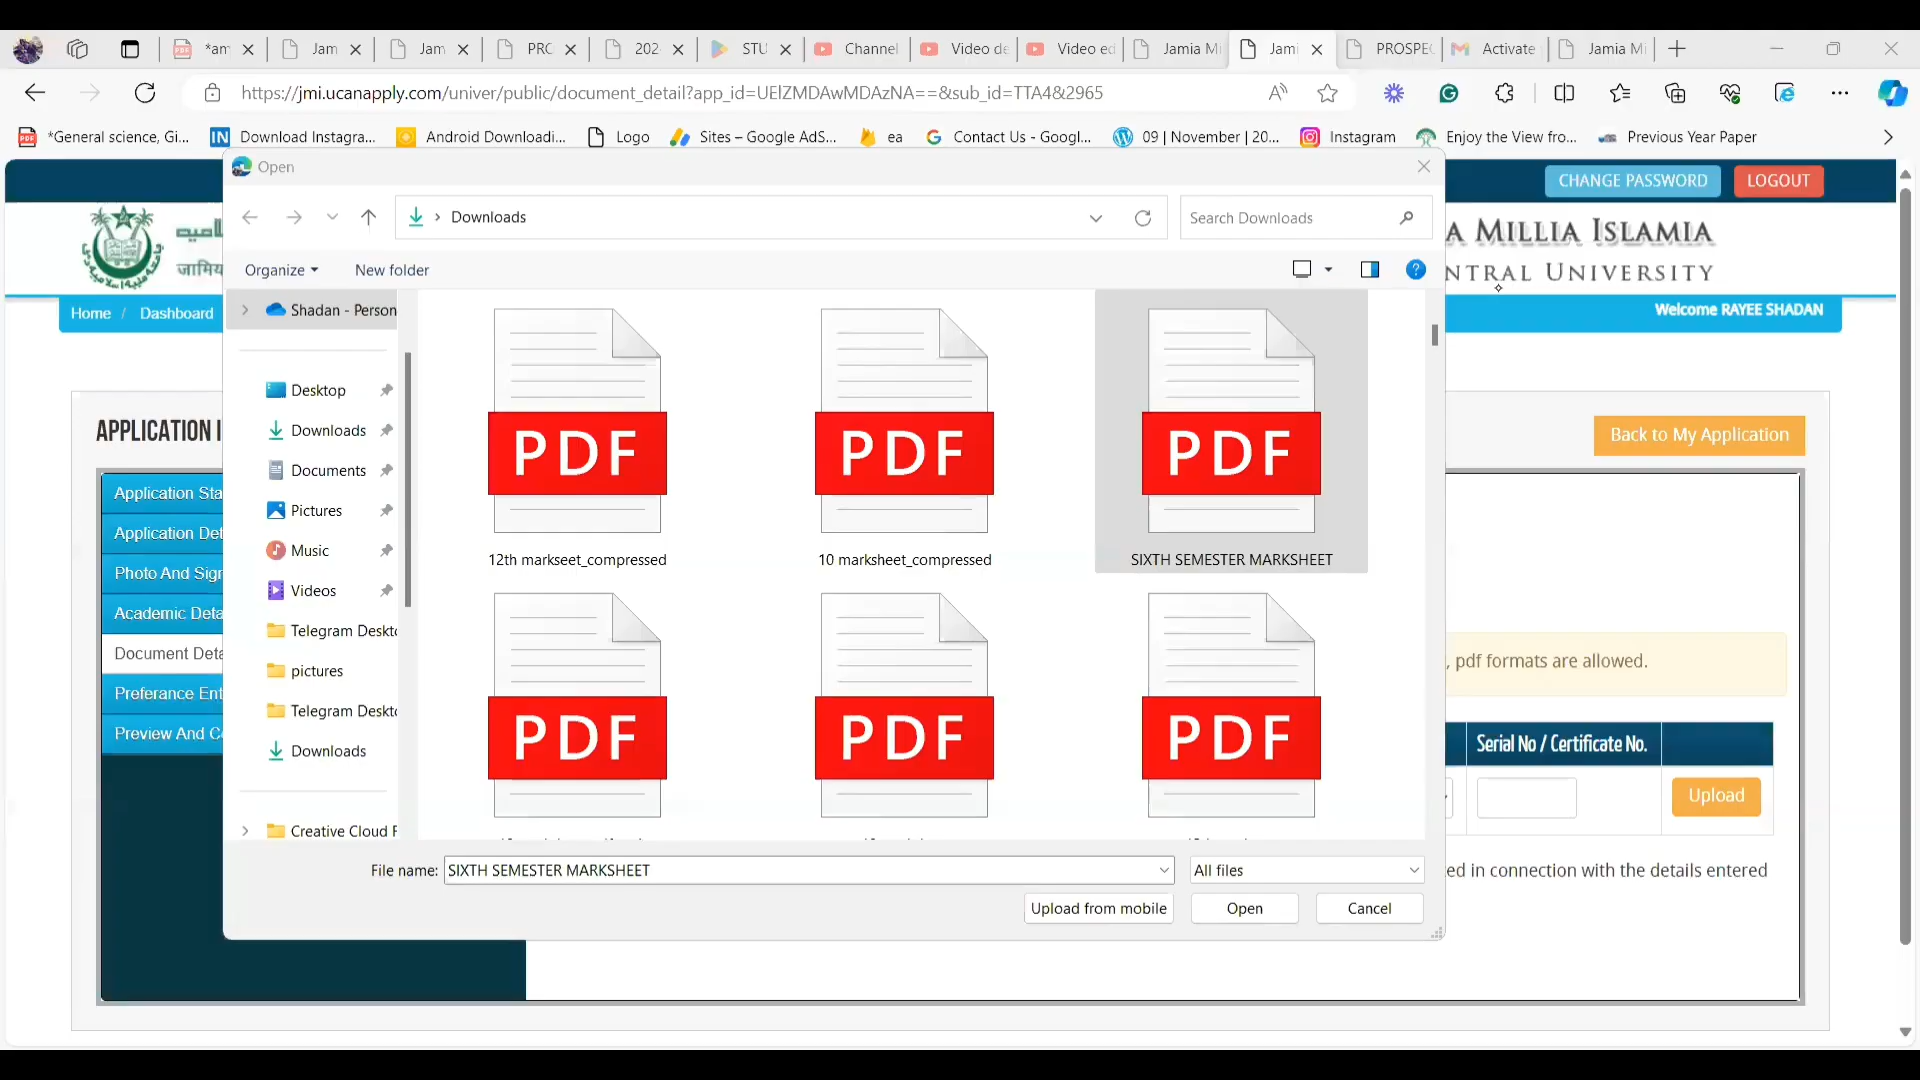 *am
Jam
Jam
PRC
202
STU
Channel
Video de
Video ed
Jamia Mi
Jami
PROSPEC
Activate
Jamia Mi
https://jmi.ucanapply.com/univer/public/document_detail?app_id=UElZMDAwMDAzNA==&sub_id=TTA4&2965
*General science, Gi...
Download Instagra...
Android Downloadi...
Logo
Sites – Google AdS...
ea
Contact Us - Googl...
09 | November | 20...
Instagram
Enjoy the View fro...
Previous Year Paper
Open
CHANGE PASSWORD
LOGOUT
Downloads
Search Downloads
A MILLIA ISLAMIA
जामिय
NTRAL UNIVERSITY
Organize
New folder
Home / Dashboard
Welcome RAYEE SHADAN
Shadan - Person
Desktop
Downloads
Documents
Pictures
Music
Videos
Telegram Deskto
pictures
Telegram Deskto
Downloads
Creative Cloud F
PDF
PDF
PDF
12th markseet_compressed
10 marksheet_compressed
SIXTH SEMESTER MARKSHEET
PDF
PDF
PDF
APPLICATION I
Back to My Application
Application Sta
Application Det
Photo And Sign
Academic Deta
Document Deta
Preferance Ent
Preview And Co
, pdf formats are allowed.
Serial No / Certificate No.
Upload
ed in connection with the details entered
File name:
SIXTH SEMESTER MARKSHEET
All files
Upload from mobile
Open
Cancel